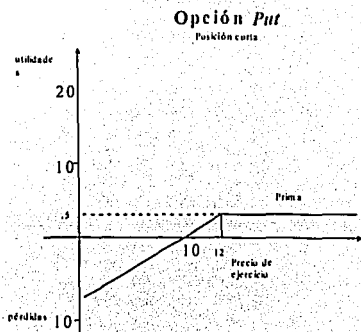 Opción Put
Posición corta
utilidade
s
20
10
.5
Prima
10
12
Precio de
ejercicio
pérdidas
10